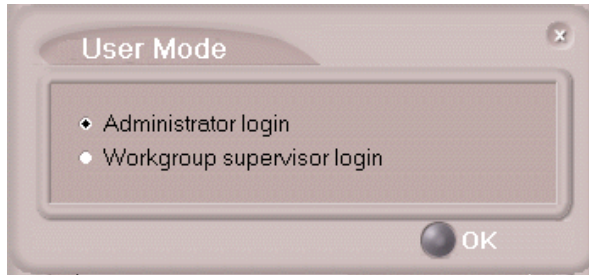 User Mode
Administrator login
Workgroup supervisor login
OK